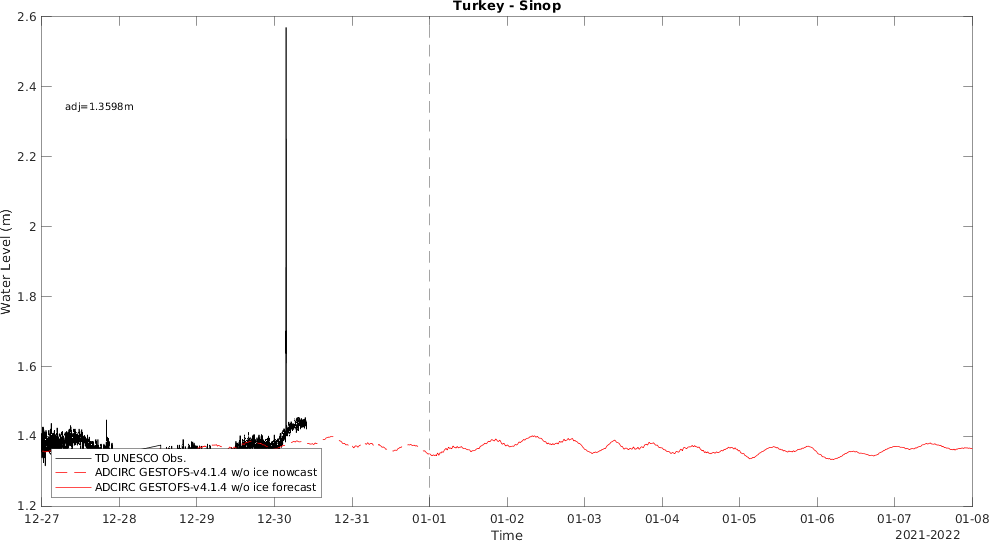 Turkey - Sinop
2.6
2.4
2.2
2
1.8
1.6
1.4
1.2
Water Level (m)
adj=1.3598m
TD UNESCO Obs.
ADCIRC GESTOFS-v4.1.4 w/o ice nowcast
ADCIRC GESTOFS-v4.1.4 w/o ice forecast
12-27 12-28 12-29 12-30 12-31 01-01 01-02 01-03 01-04 01-05 01-06 01-07 01-08
Time
2021-2022